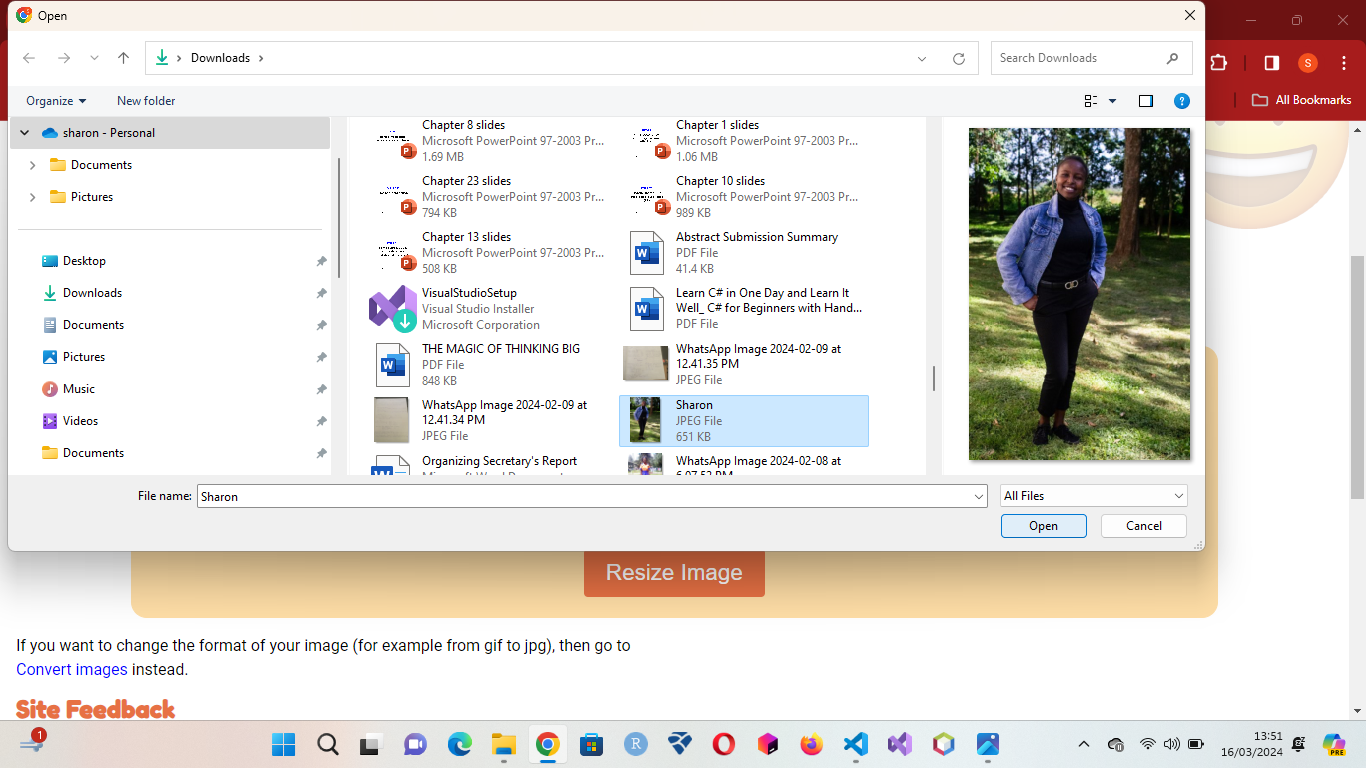 Open
Downloads
Search Downloads
Organize
New folder
All Bookmarks
sharon - Personal
Documents
Pictures
Desktop
Downloads
Documents
Pictures
Music
Videos
Documents
Chapter 8 slides
Microsoft PowerPoint 97-2003 Pr...
1.69 MB
Chapter 1 slides
Microsoft PowerPoint 97-2003 Pr...
1.06 MB
Chapter 23 slides
Microsoft PowerPoint 97-2003 Pr...
794 KB
Chapter 10 slides
Microsoft PowerPoint 97-2003 Pr...
989 KB
Chapter 13 slides
Microsoft PowerPoint 97-2003 Pr...
508 KB
Abstract Submission Summary
PDF File
41.4 KB
VisualStudioSetup
Visual Studio Installer
Microsoft Corporation
Learn C# in One Day and Learn It
Well_ C# for Beginners with Hand...
PDF File
THE MAGIC OF THINKING BIG
PDF File
848 KB
WhatsApp Image 2024-02-09 at
12.41.35 PM
JPEG File
WhatsApp Image 2024-02-09 at
12.41.34 PM
JPEG File
Sharon
JPEG File
651 KB
Organizing Secretary's Report
WhatsApp Image 2024-02-08 at
File name: Sharon
All Files
Open
Cancel
Resize Image
If you want to change the format of your image (for example from gif to jpg), then go to
Convert images instead.
Site Feedback
1
13:51
16/03/2024
PRE
S